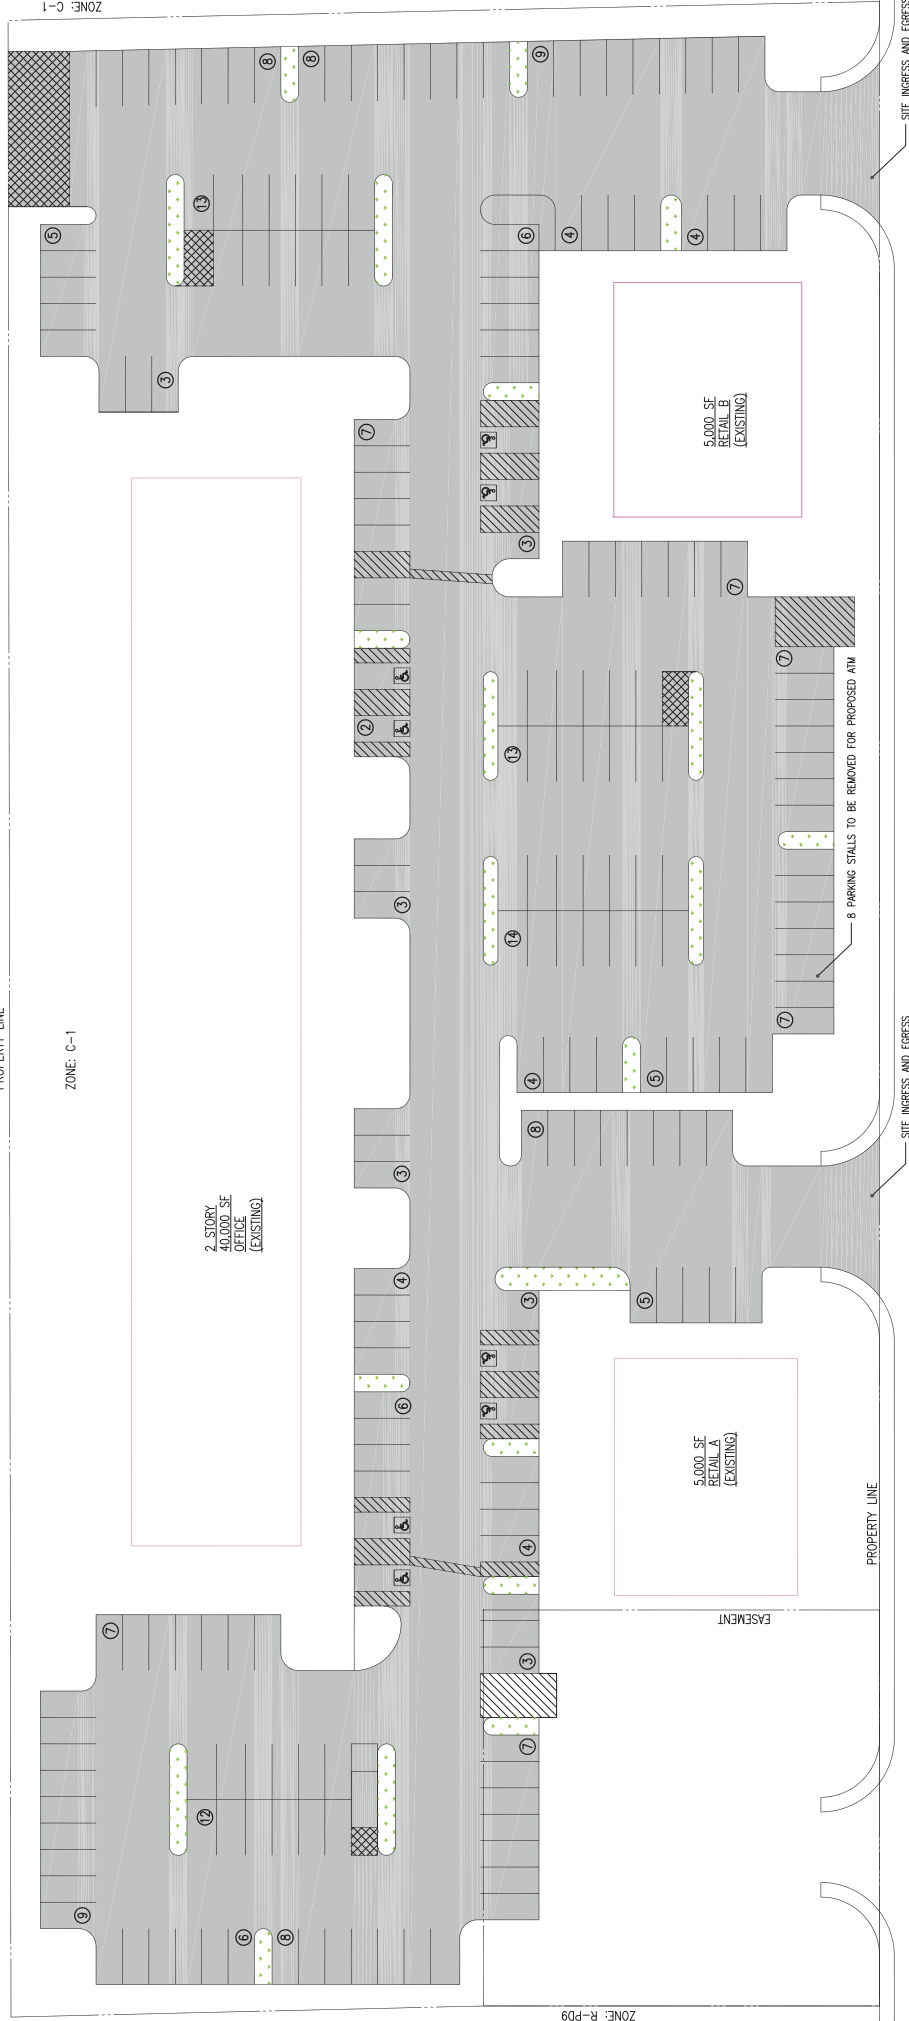 ZONE: C-1
SITE INGRESS AND EGRESS
8
8
9
13
5
6
4
4
3
7
5,000 SF
RETAIL B
(EXISTING)
3
7
7
2
13
8 PARKING STALLS TO BE REMOVED FOR PROPOSED ATM
3
14
PROPERTY LINE
ZONE: C-1
7
4
5
SITE INGRESS AND EGRESS
8
3
2 STORY
40,000 SF
OFFICE
(EXISTING)
4
3
5
6
5,000 SF
RETAIL A
(EXISTING)
4
PROPERTY LINE
EASEMENT
7
3
7
12
9
6
8
ZONE: R-PD9